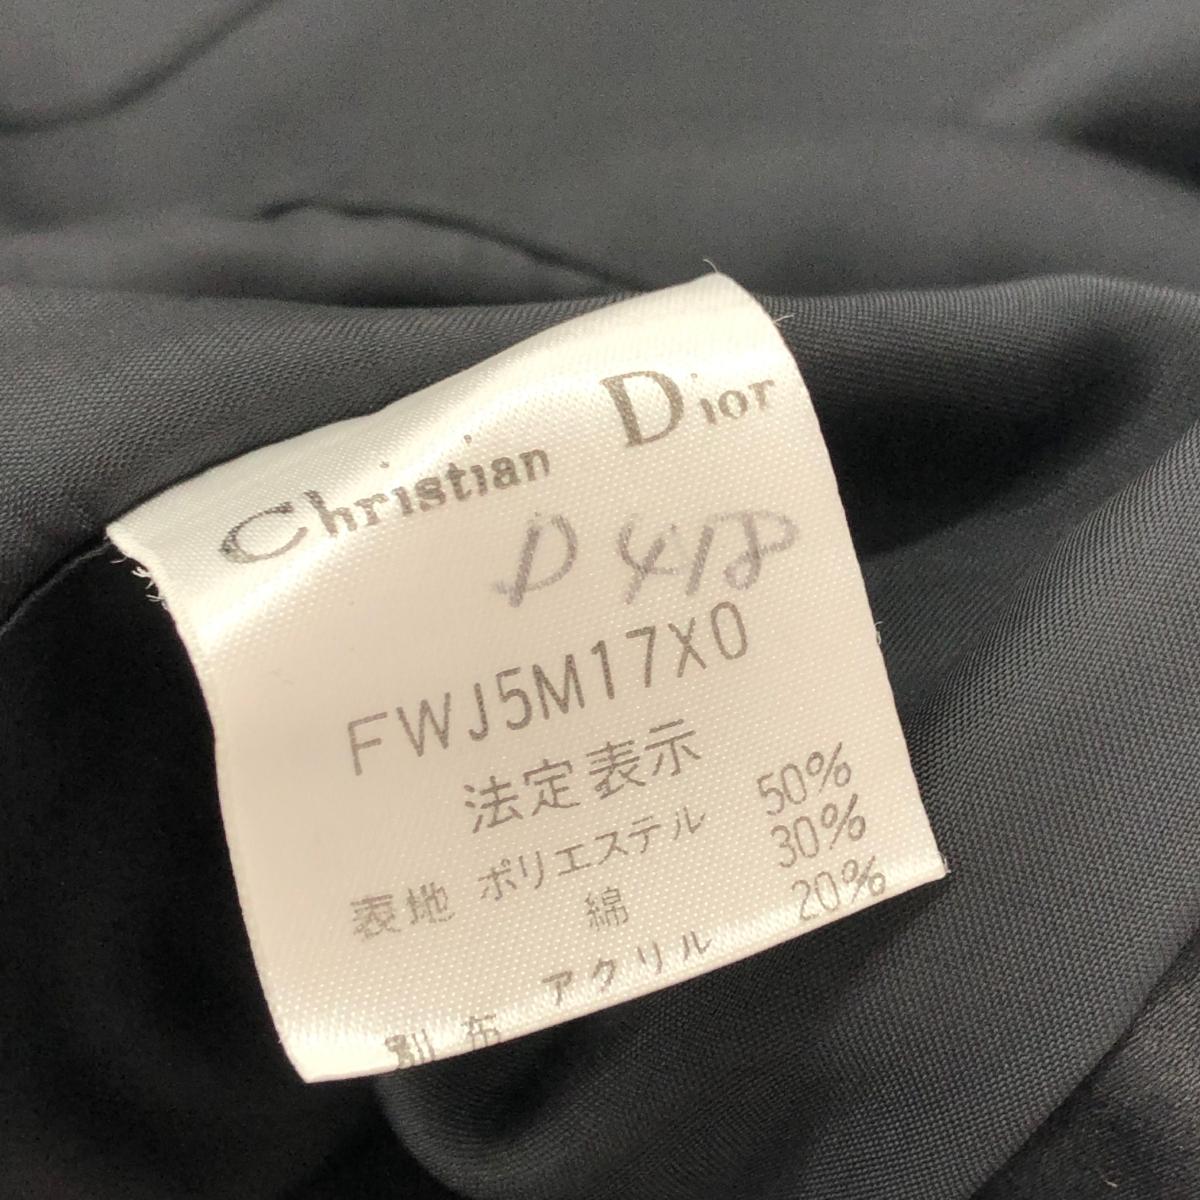 Christian Dior
D 418
FWJ5M17X0
法定表示
表地 ポリエステル 50%
綿 30%
アクリル 20%
別布